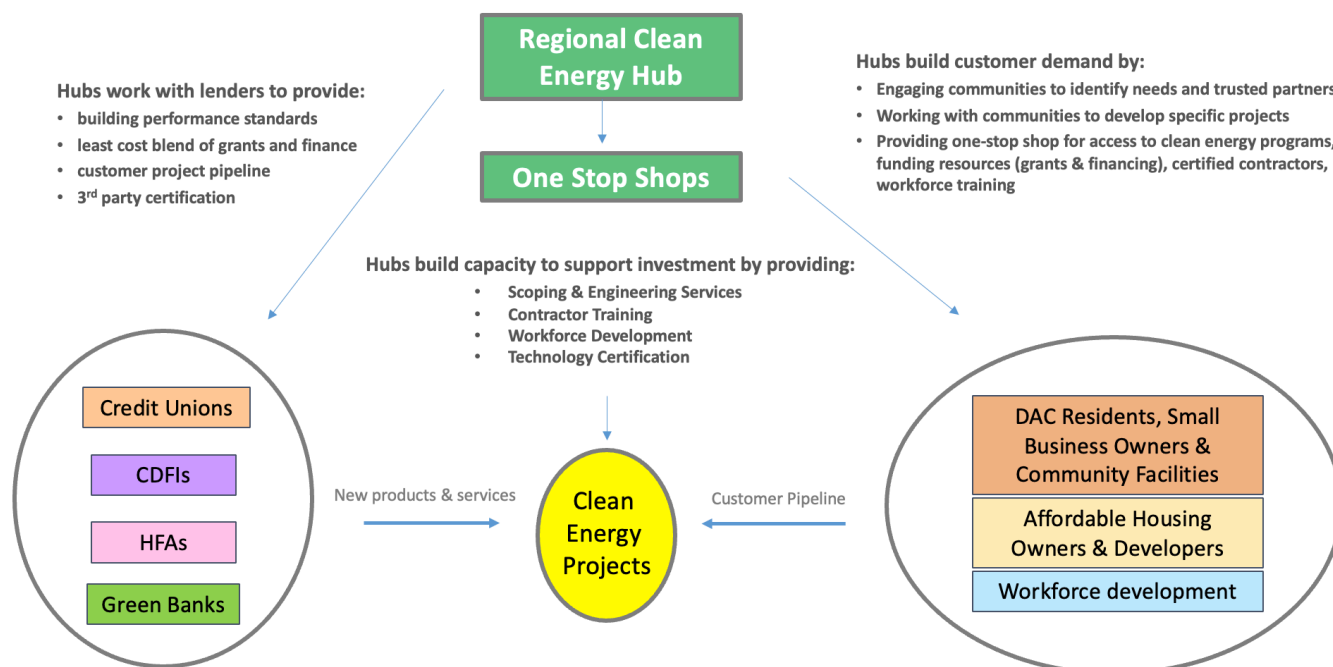 Regional Clean
Energy Hub
One Stop Shops
Hubs work with lenders to provide:
• building performance standards
• least cost blend of grants and finance
• customer project pipeline
• 3rd party certification
Hubs build customer demand by:
• Engaging communities to identify needs and trusted partners
• Working with communities to develop specific projects
• Providing one-stop shop for access to clean energy programs,
funding resources (grants & financing), certified contractors,
workforce training
Hubs build capacity to support investment by providing:
• Scoping & Engineering Services
• Contractor Training
• Workforce Development
• Technology Certification
Credit Unions
CDFIs
HFAs
Green Banks
New products & services
Clean
Energy
Projects
Customer Pipeline
DAC Residents, Small
Business Owners &
Community Facilities
Affordable Housing
Owners & Developers
Workforce development